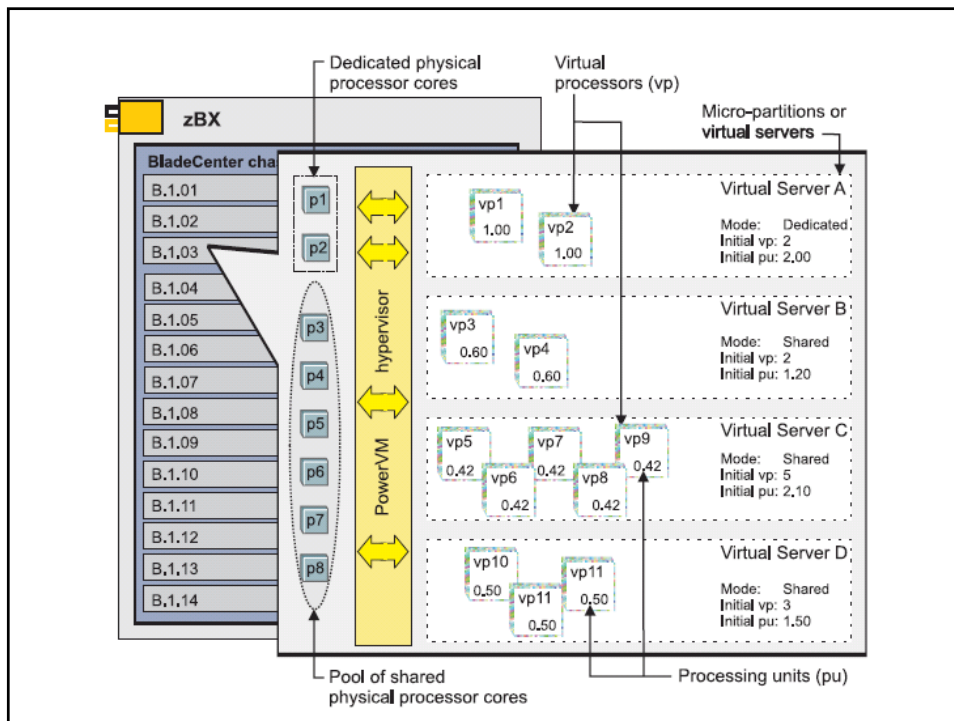 Dedicated physical
processor cores
Virtual
processors (vp)
Micro-partitions or
virtual servers
zBX
BladeCenter cha
B.1.01
B.1.02
B.1.03
B.1.04
B.1.05
B.1.06
B.1.07
B.1.08
B.1.09
B.1.10
B.1.11
B.1.12
B.1.13
B.1.14
p1
p2
p3
p4
p5
p6
p7
p8
PowerVM hypervisor
Virtual Server A
vp1
1.00
vp2
1.00
Mode: Dedicated
Initial vp: 2
Initial pu: 2.00
Virtual Server B
vp3
0.60
vp4
0.60
Mode: Shared
Initial vp: 2
Initial pu: 1.20
Virtual Server C
vp5
0.42
vp6
0.42
vp7
0.42
vp8
0.42
vp9
0.42
Mode: Shared
Initial vp: 5
Initial pu: 2.10
Virtual Server D
vp10
0.50
vp11
0.50
vp11
0.50
Mode: Shared
Initial vp: 3
Initial pu: 1.50
Pool of shared
physical processor cores
Processing units (pu)